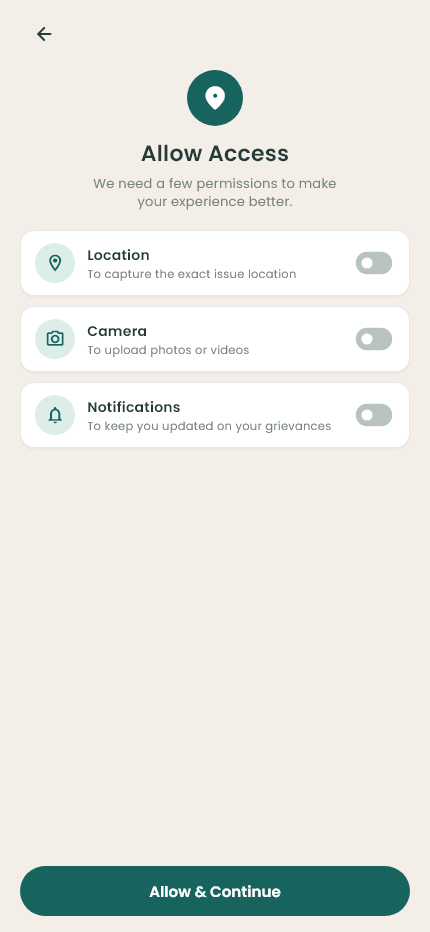 Allow Access
We need a few permissions to make
your experience better.
Location
To capture the exact issue location
Camera
To upload photos or videos
Notifications
To keep you updated on your grievances
Allow & Continue